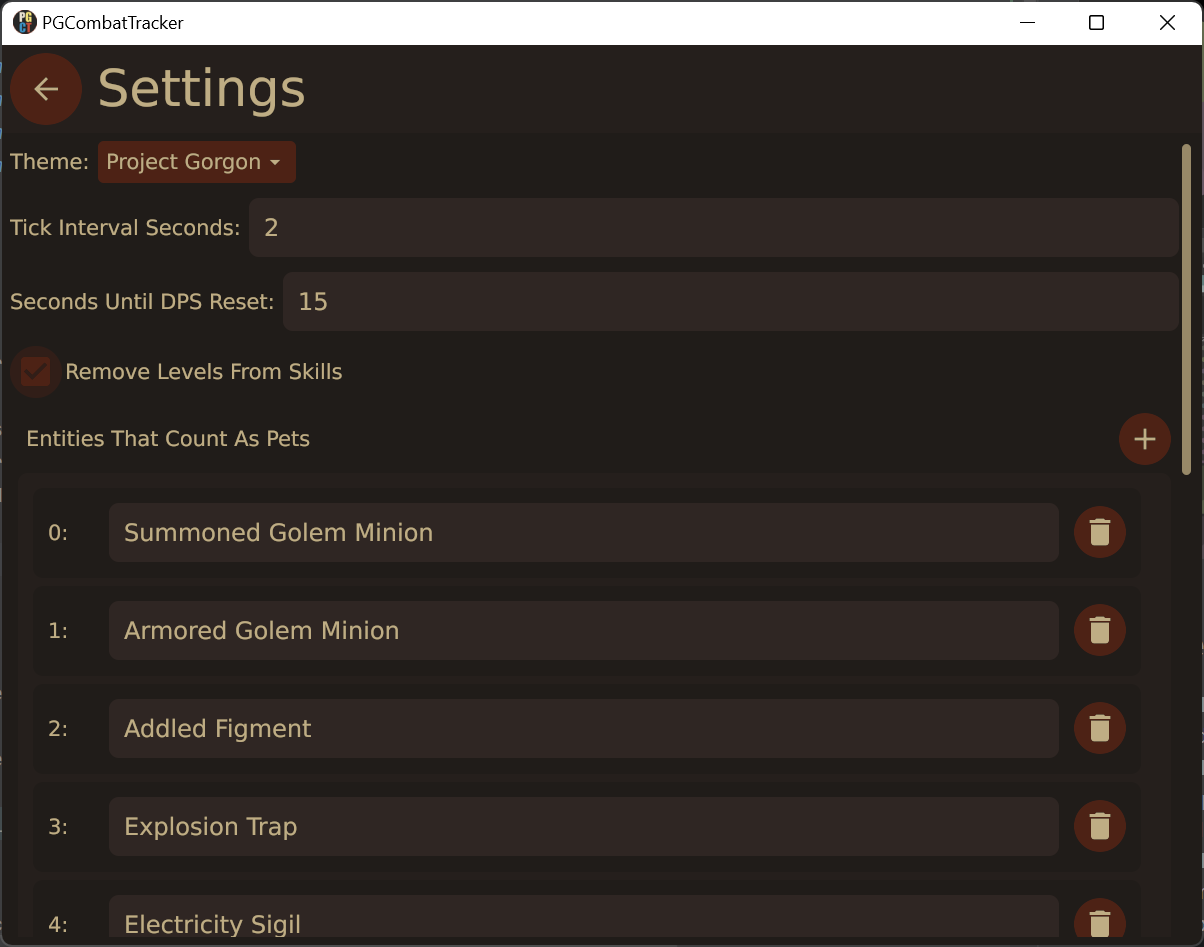 PGCombatTracker
Settings
Theme: Project Gorgon
Tick Interval Seconds: 2
Seconds Until DPS Reset: 15
Remove Levels From Skills
Entities That Count As Pets
0: Summoned Golem Minion
1: Armored Golem Minion
2: Addled Figment
3: Explosion Trap
4: Electricity Sigil